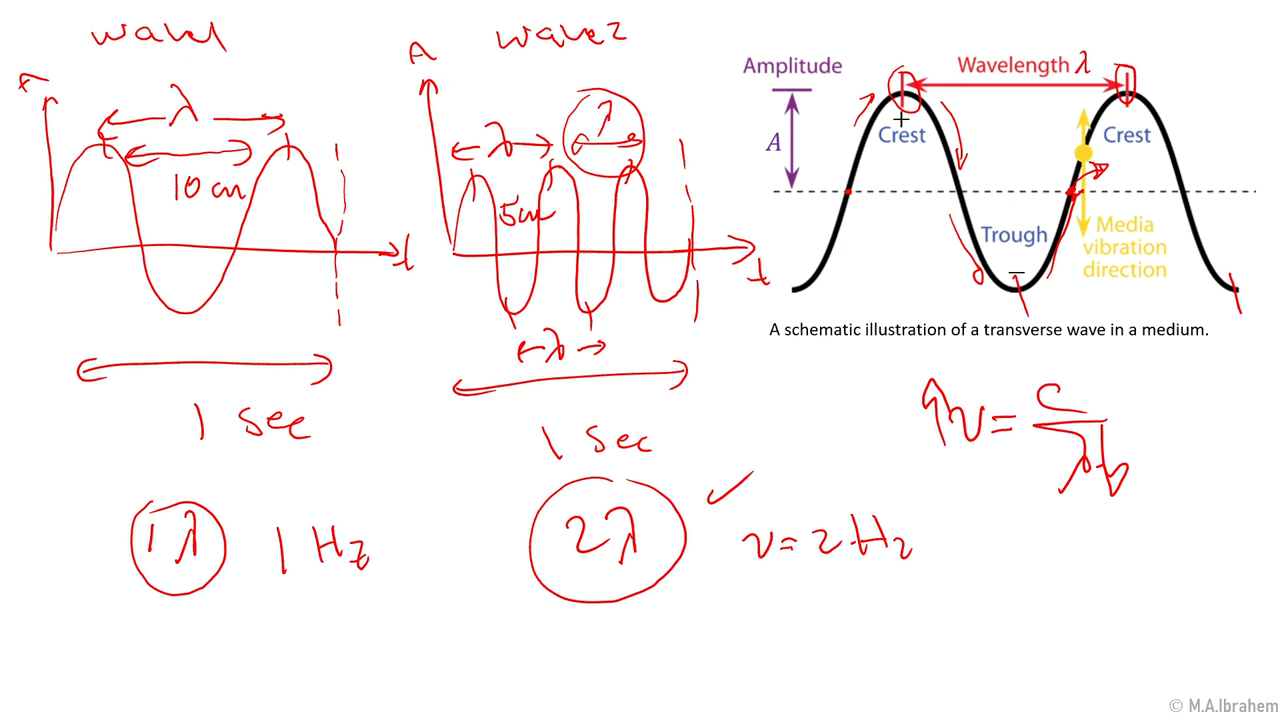 wave1
A
λ
10 cm
t
1 Sec
1λ
1 Hz
wave2
A
λ
λ
5cm
t
λ
1 Sec
2λ
ν = 2 Hz
Amplitude
A
Wavelength λ
+
Crest
Crest
Trough
–
Media
vibration
direction
A schematic illustration of a transverse wave in a medium.
↑ν = c/λ↓
© M.A.Ibrahem